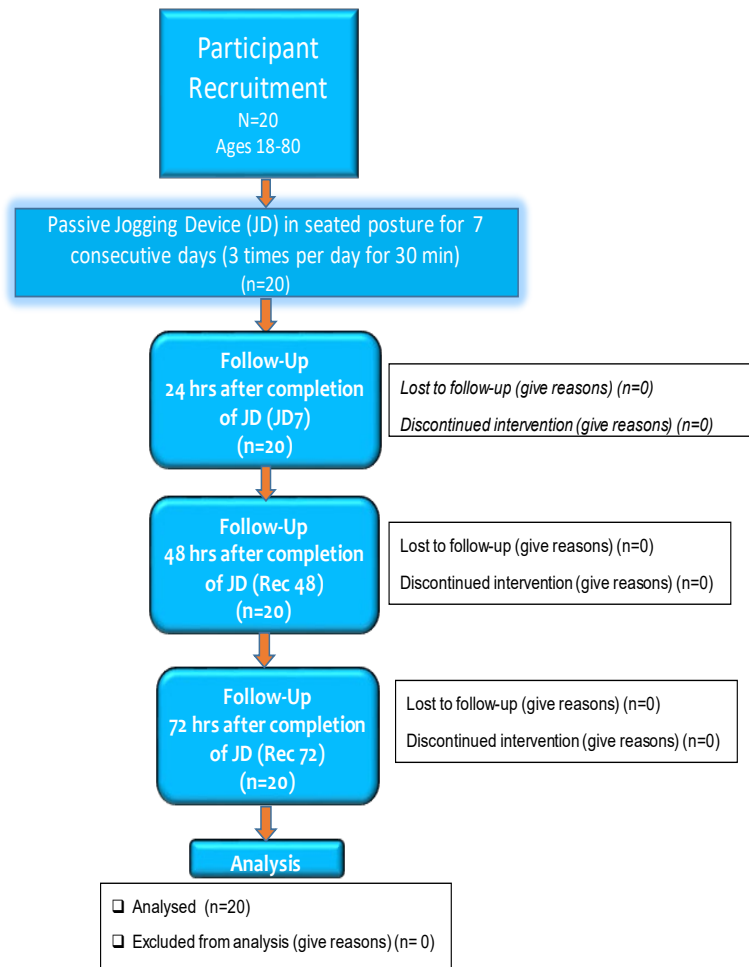 Participant
Recruitment
N=20
Ages 18-80
Passive Jogging Device (JD) in seated posture for 7
consecutive days (3 times per day for 30 min)
(n=20)
Follow-Up
24 hrs after completion
of JD (JD7)
(n=20)
Lost to follow-up (give reasons) (n=0)
Discontinued intervention (give reasons) (n=0)
Follow-Up
48 hrs after completion
of JD (Rec 48)
(n=20)
Lost to follow-up (give reasons) (n=0)
Discontinued intervention (give reasons) (n=0)
Follow-Up
72 hrs after completion
of JD (Rec 72)
(n=20)
Lost to follow-up (give reasons) (n=0)
Discontinued intervention (give reasons) (n=0)
Analysis
❑ Analysed (n=20)
❑ Excluded from analysis (give reasons) (n= 0)